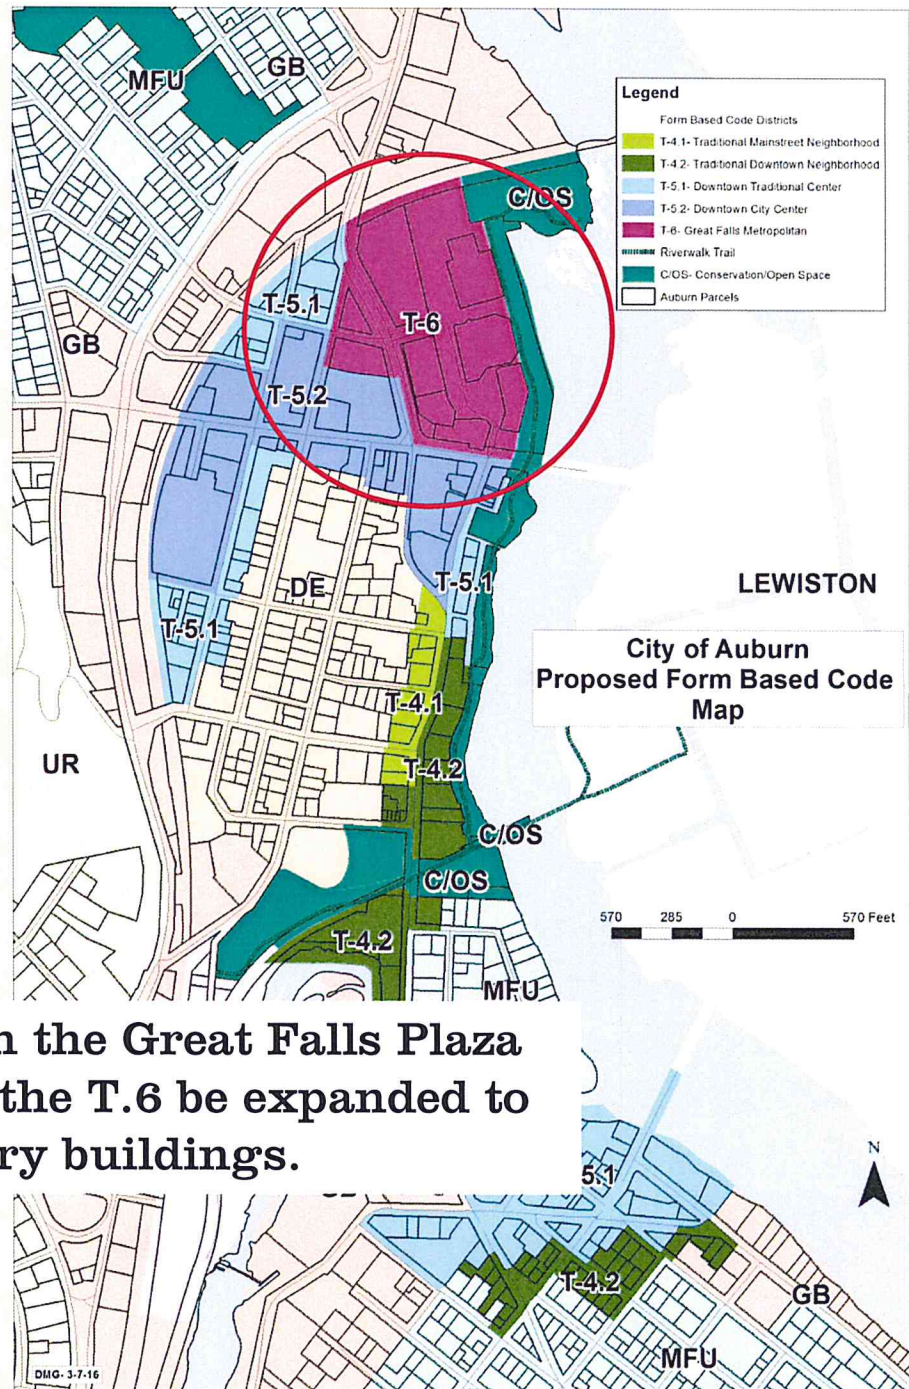 MFU
GB
Legend
Form Based Code Districts
T-4.1- Traditional Mainstreet Neighborhood
T-4.2- Traditional Downtown Neighborhood
T-5.1- Downtown Traditional Center
T-5.2- Downtown City Center
T-6- Great Falls Metropolitan
Riverwalk Trail
C/OS- Conservation/Open Space
Auburn Parcels
C/OS
T-5.1
T-6
GB
T-5.2
DE
T-5.1
LEWISTON
T-5.1
City of Auburn
Proposed Form Based Code
Map
T-4.1
UR
T-4.2
C/OS
C/OS
570 285 0 570 Feet
T-4.2
MFU
n the Great Falls Plaza
the T.6 be expanded to
ry buildings.
N
5.1
T-4.2
GB
MFU
DMG- 3-7-16